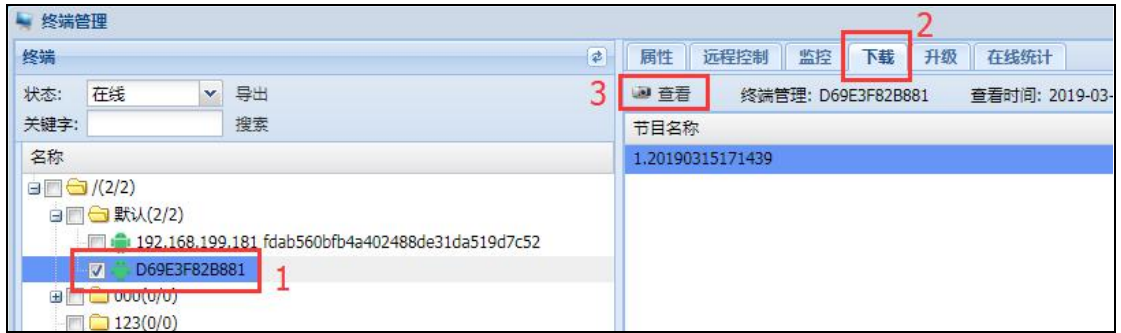 终端管理
终端
状态: 在线 导出
关键字: 搜索
名称
/(2/2)
默认(2/2)
192.168.199.181 fdab560bfb4a402488de31da519d7c52
D69E3F82B881
1
000(0/0)
123(0/0)
2
属性 远程控制 监控 下载 升级 在线统计
3
查看 终端管理: D69E3F82B881 查看时间: 2019-03-
节目名称
1.20190315171439